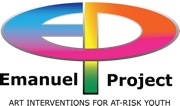 EP
Emanuel Project
ART INTERVENTIONS FOR AT-RISK YOUTH